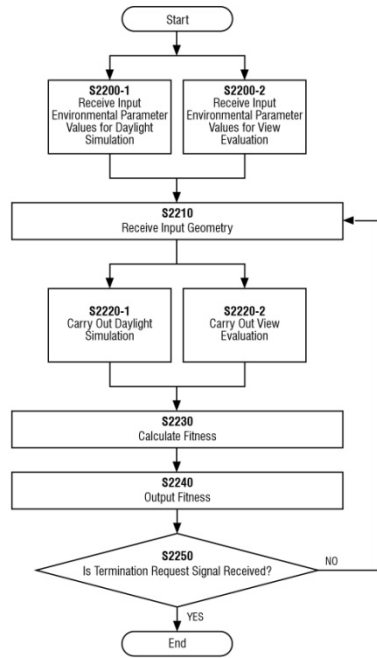 Start
S2200-1
Receive Input
Environmental Parameter
Values for Daylight
Simulation
S2200-2
Receive Input
Environmental Parameter
Values for View
Evaluation
S2210
Receive Input Geometry
S2220-1
Carry Out Daylight
Simulation
S2220-2
Carry Out View
Evaluation
S2230
Calculate Fitness
S2240
Output Fitness
S2250
Is Termination Request Signal Received?
NO
YES
End